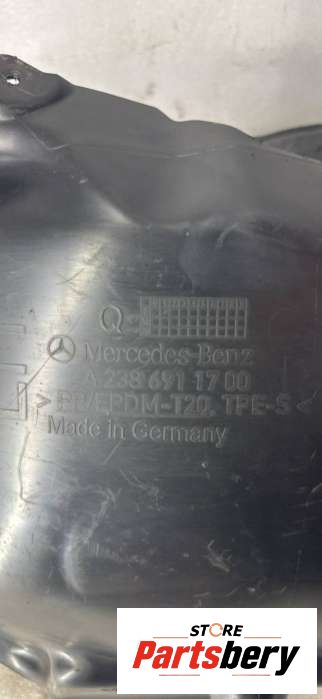 Q
Mercedes-Benz
A 238 691 17 00
>PP/EPDM-T20, TPE-S<
Made in Germany
STORE
Partsbery